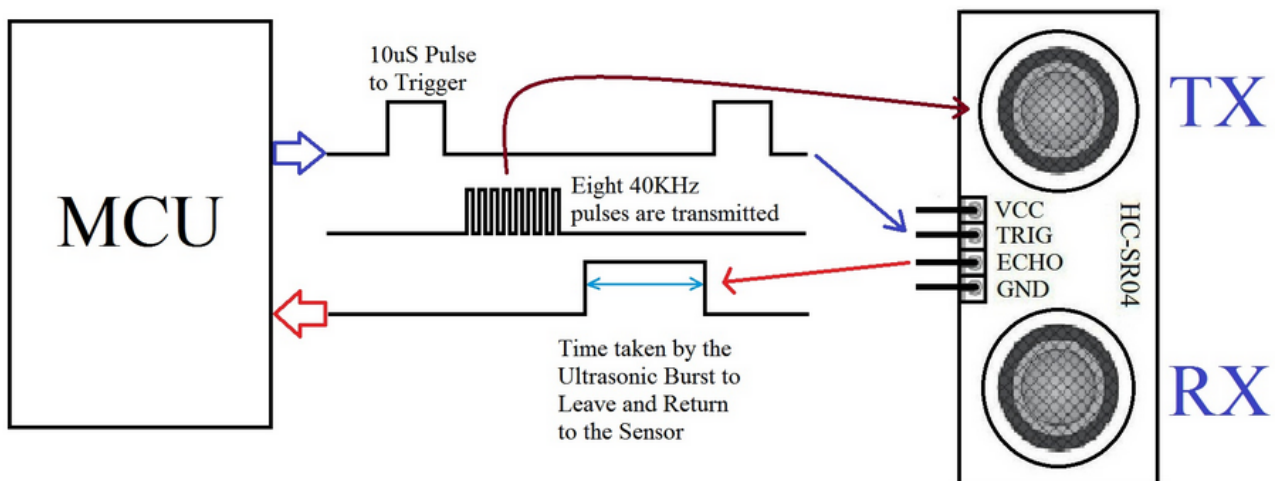 MCU
10uS Pulse
to Trigger
Eight 40KHz
pulses are transmitted
Time taken by the
Ultrasonic Burst to
Leave and Return
to the Sensor
TX
VCC
TRIG
ECHO
GND
HC-SR04
RX